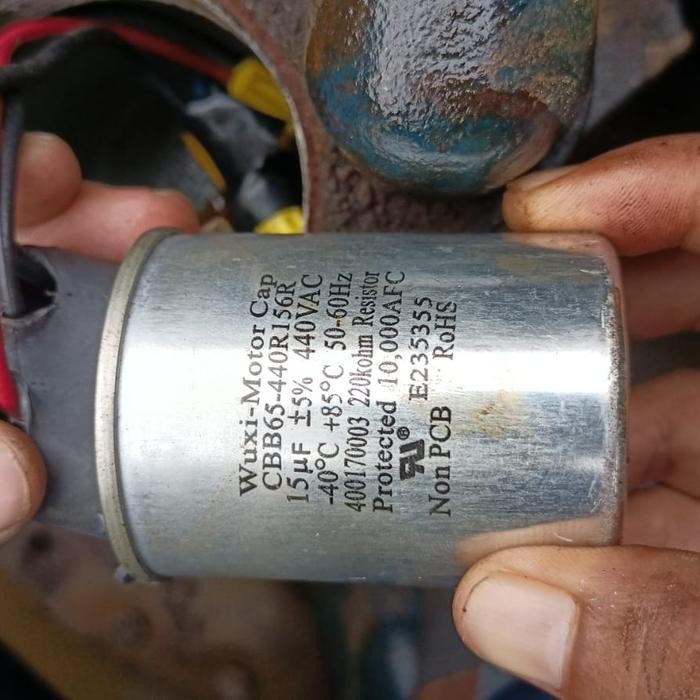 Wuxi-Motor Cap
CBB65-440R156R
15µF ±5% 440VAC
-40°C +85°C 50-60Hz
400170003 220kohm Resistor
Protected 10,000AFC
RU® E235355
Non PCB RoHS